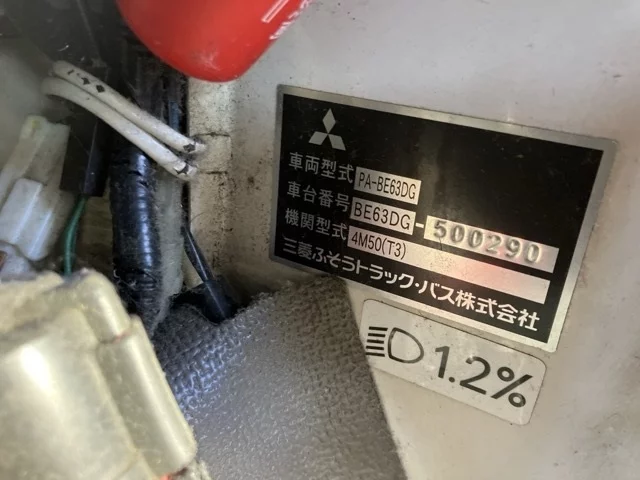 車両型式 PA-BE63DG
車台番号 BE63DG-500290
機関型式 4M50(T3)
三菱ふそうトラック・バス株式会社
1.2%